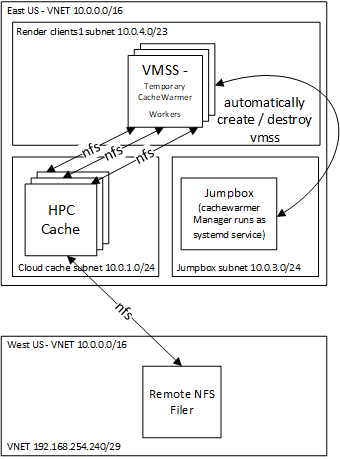 East US - VNET 10.0.0.0/16
Render clients1 subnet 10.0.4.0/23
VMSS -
Temporary
CacheWarmer
Workers
automatically
create / destroy
vmss
nfs
nfs
nfs
HPC
Cache
Cloud cache subnet 10.0.1.0/24
Jumpbox
(cachewarmer
Manager runs as
systemd service)
Jumpbox subnet 10.0.3.0/24
nfs
West US - VNET 10.0.0.0/16
Remote NFS
Filer
VNET 192.168.254.240/29